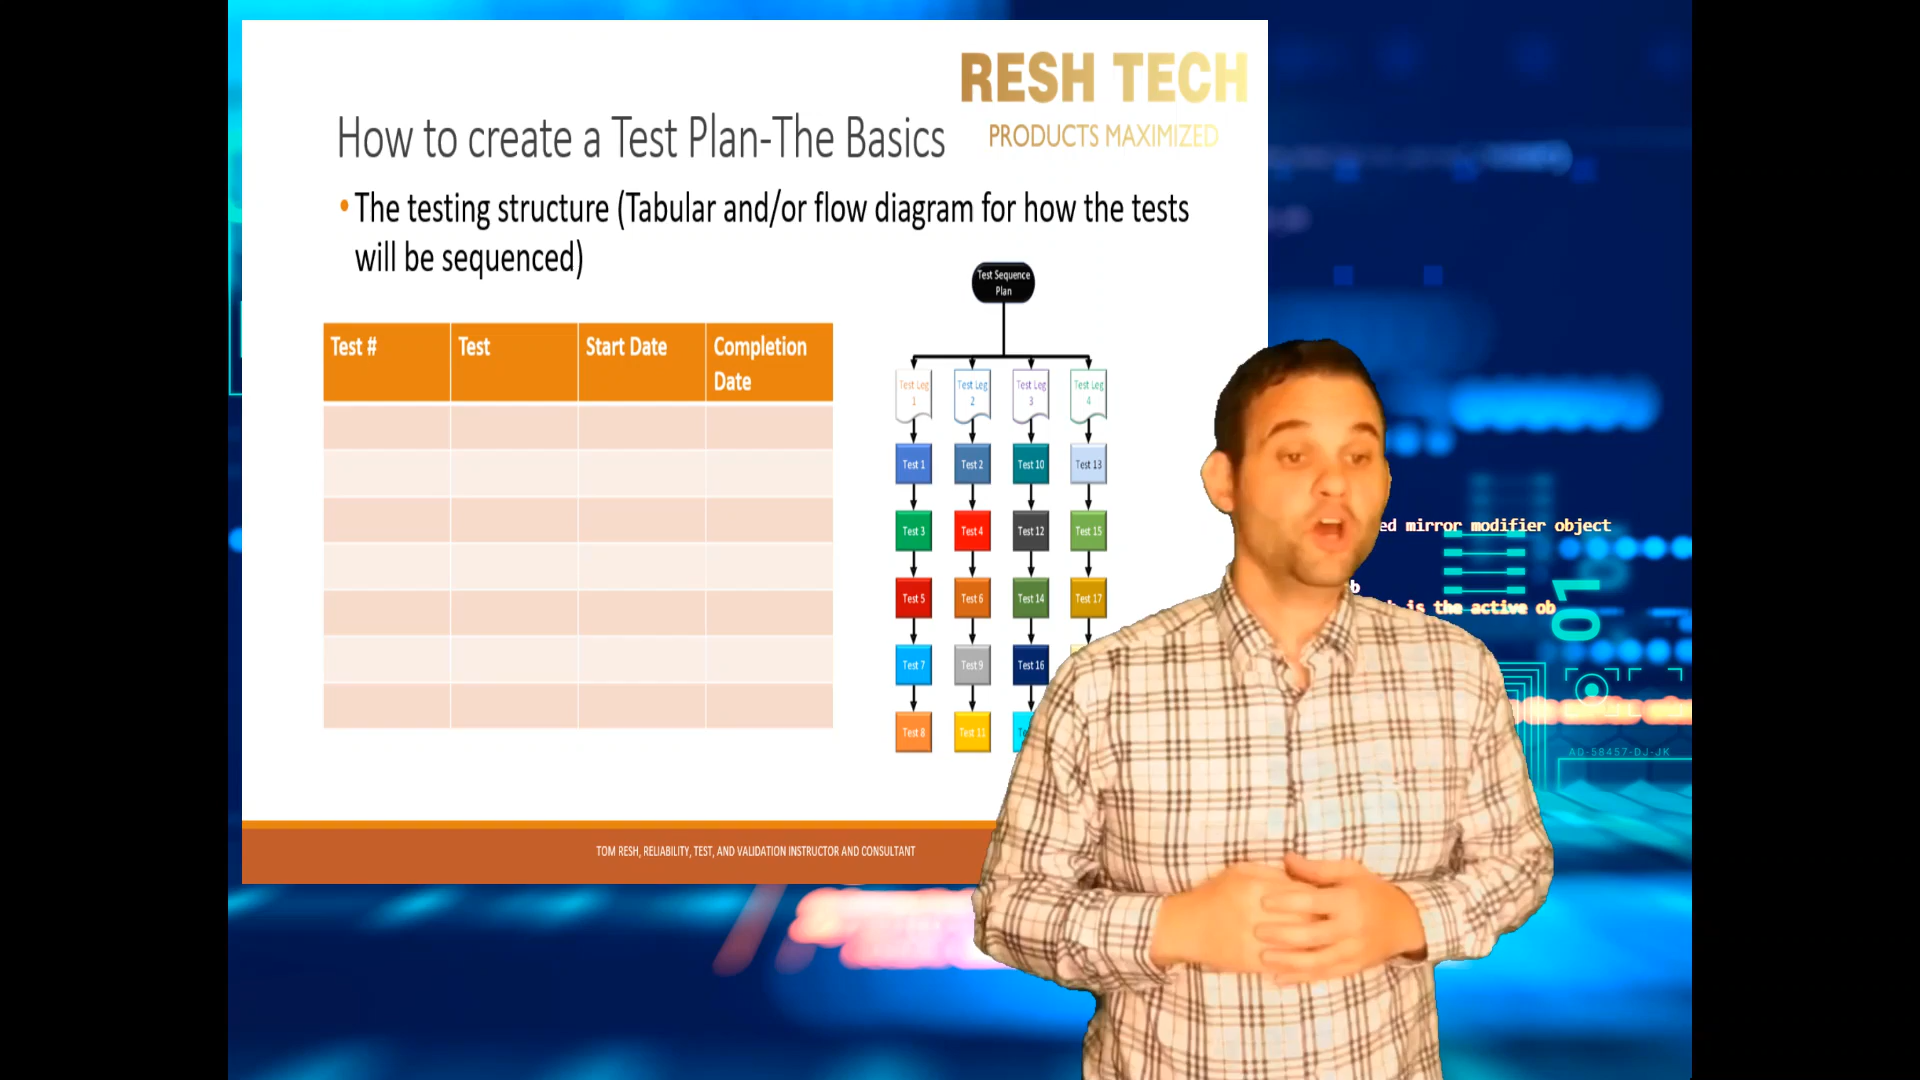 RESH TECH
PRODUCTS MAXIMIZED
How to create a Test Plan-The Basics
•The testing structure (Tabular and/or flow diagram for how the tests
will be sequenced)
Test Sequence
Plan
Test # Test Start Date Completion
Date
Test Leg
1
Test Leg
2
Test Leg
3
Test Leg
4
Test 1 Test 2 Test 10 Test 13
Test 3 Test 4 Test 12 Test 15
Test 5 Test 6 Test 14 Test 17
Test 7 Test 9 Test 16
Test 8 Test 11
TOM RESH, RELIABILITY, TEST, AND VALIDATION INSTRUCTOR AND CONSULTANT
ed mirror modifier object
b
is the active ob
01
AD-58457-DJ-JK